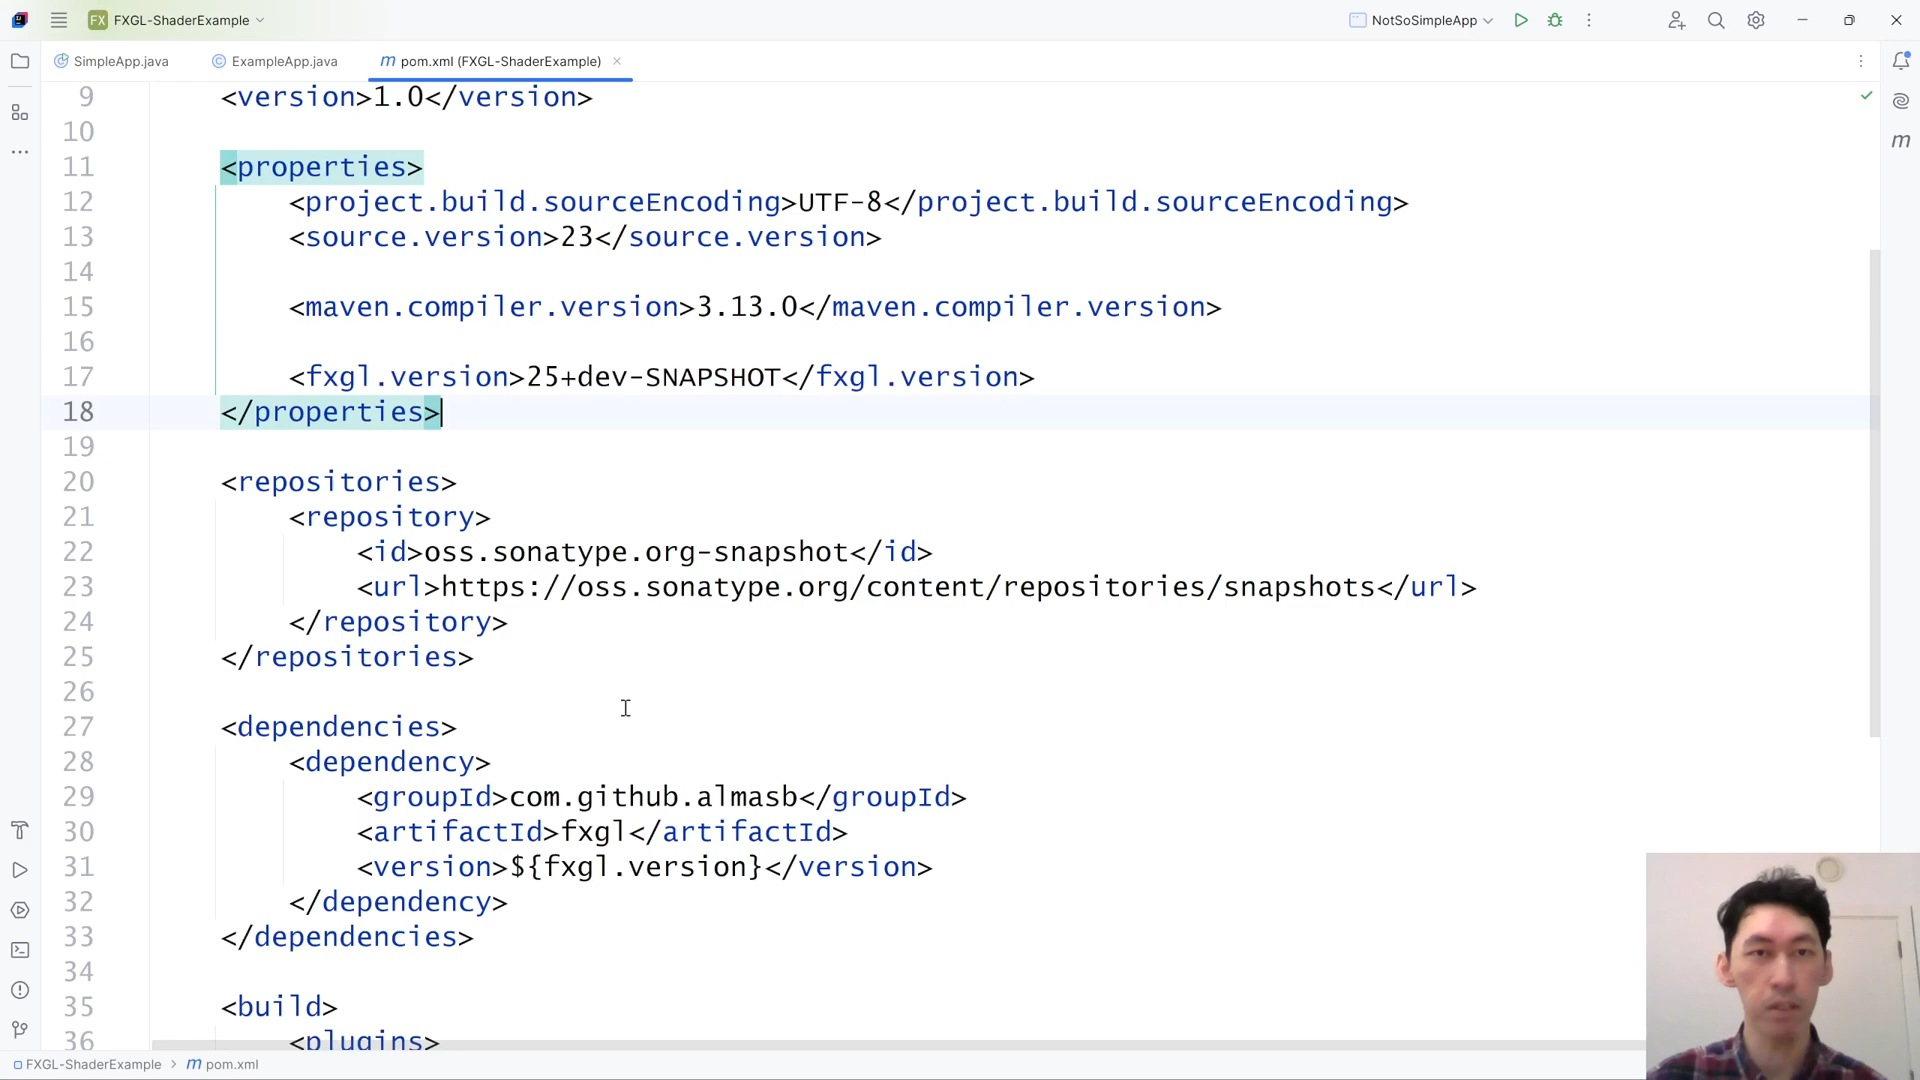 FX FXGL-ShaderExample NotSoSimpleApp
SimpleApp.java ExampleApp.java m pom.xml (FXGL-ShaderExample)
9 <version>1.0</version>
10
11 <properties>
12 <project.build.sourceEncoding>UTF-8</project.build.sourceEncoding>
13 <source.version>23</source.version>
14
15 <maven.compiler.version>3.13.0</maven.compiler.version>
16
17 <fxgl.version>25+dev-SNAPSHOT</fxgl.version>
18 </properties>
19
20 <repositories>
21 <repository>
22 <id>oss.sonatype.org-snapshot</id>
23 <url>https://oss.sonatype.org/content/repositories/snapshots</url>
24 </repository>
25 </repositories>
26
27 <dependencies>
28 <dependency>
29 <groupId>com.github.almasb</groupId>
30 <artifactId>fxgl</artifactId>
31 <version>${fxgl.version}</version>
32 </dependency>
33 </dependencies>
34
35 <build>
36 <plugins>
FXGL-ShaderExample > m pom.xml